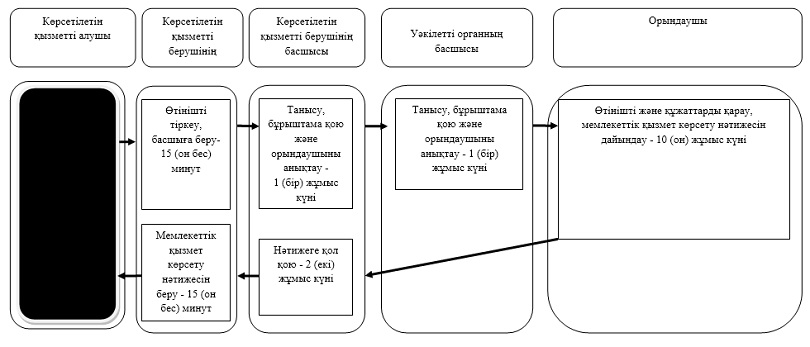 Көрсетілетін
қызметті алушы
Көрсетілетін
қызметті
берушінің
Көрсетілетін
қызметті берушінің
басшысы
Уәкілетті органның
басшысы
Орындаушы
Өтінішті
тіркеу,
басшыға беру-
15 (он бес)
минут
Танысу,
бұрыштама қою
және
орындаушыны
анықтау -
1 (бір) жұмыс
күні
Танысу, бұрыштама
қою және
орындаушыны
анықтау - 1 (бір)
жұмыс күні
Өтінішті және құжаттарды қарау,
мемлекеттік қызмет көрсету нәтижесін
дайындау - 10 (он) жұмыс күні
Мемлекеттік
қызмет
көрсету
нәтижесін
беру - 15 (он
бес) минут
Нәтижеге қол
қою - 2 (екі)
жұмыс күні